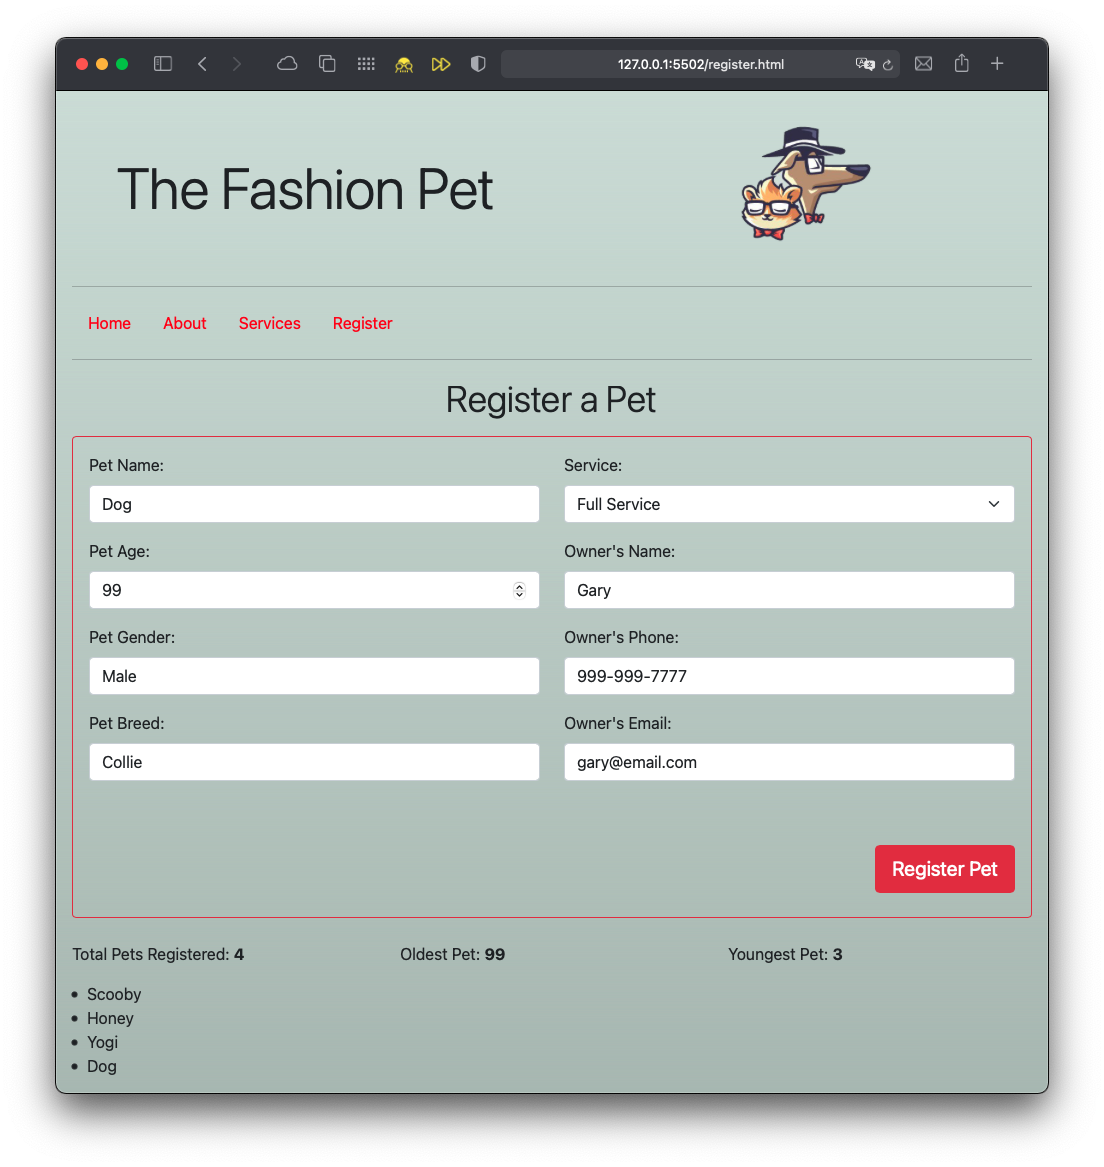 127.0.0.1:5502/register.html
The Fashion Pet
Home About Services Register
Register a Pet
Pet Name:
Dog
Pet Age:
99
Pet Gender:
Male
Pet Breed:
Collie
Service:
Full Service
Owner's Name:
Gary
Owner's Phone:
999-999-7777
Owner's Email:
gary@email.com
Register Pet
Total Pets Registered: 4 Oldest Pet: 99 Youngest Pet: 3
Scooby
Honey
Yogi
Dog